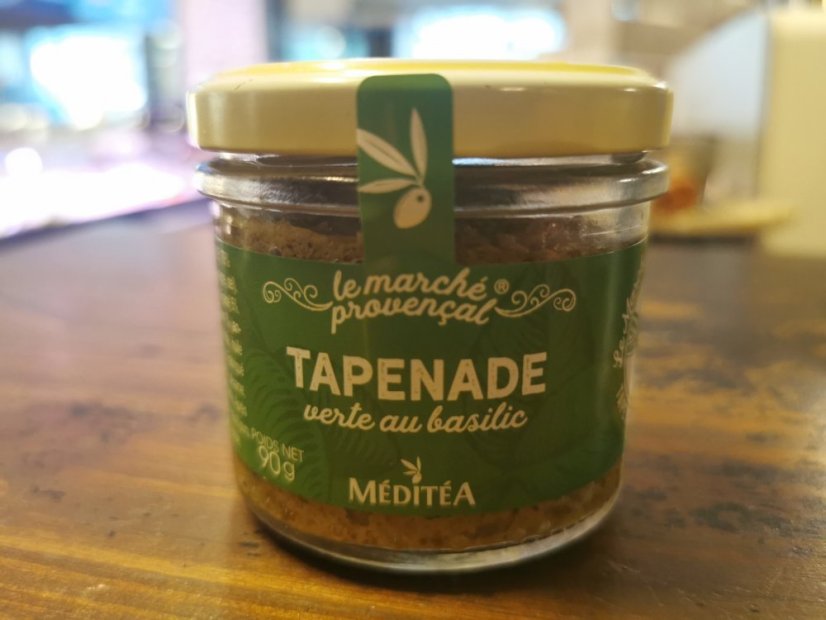 le marché ®
provençal
TAPENADE
verte au basilic
POIDS NET
90g
MÉDITÉA